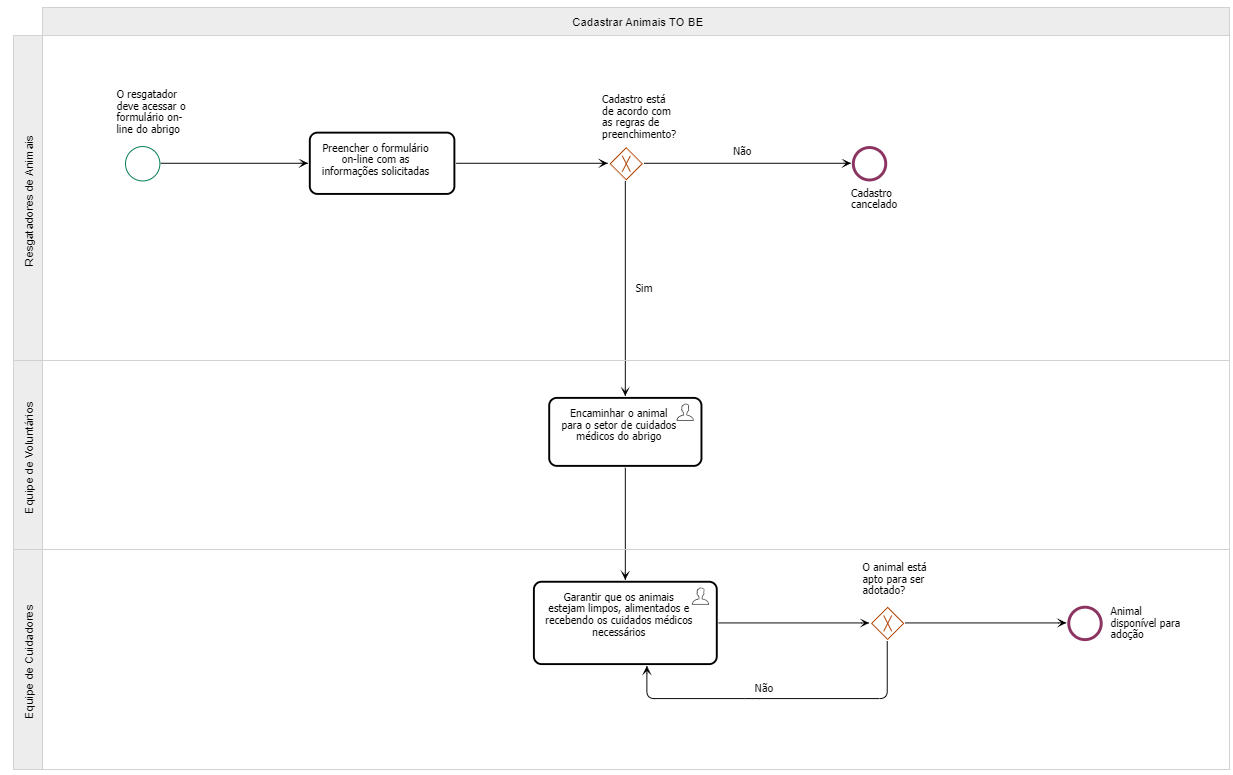 Cadastrar Animais TO BE
Resgatadores de Animais
O resgatador
deve acessar o
formulário on-
line do abrigo
Preencher o formulário
on-line com as
informações solicitadas
Cadastro está
de acordo com
as regras de
preenchimento?
Não
Cadastro
cancelado
Sim
Equipe de Voluntários
Encaminhar o animal
para o setor de cuidados
médicos do abrigo
Equipe de Cuidadores
Garantir que os animais
estejam limpos, alimentados e
recebendo os cuidados médicos
necessários
O animal está
apto para ser
adotado?
Animal
disponível para
adoção
Não